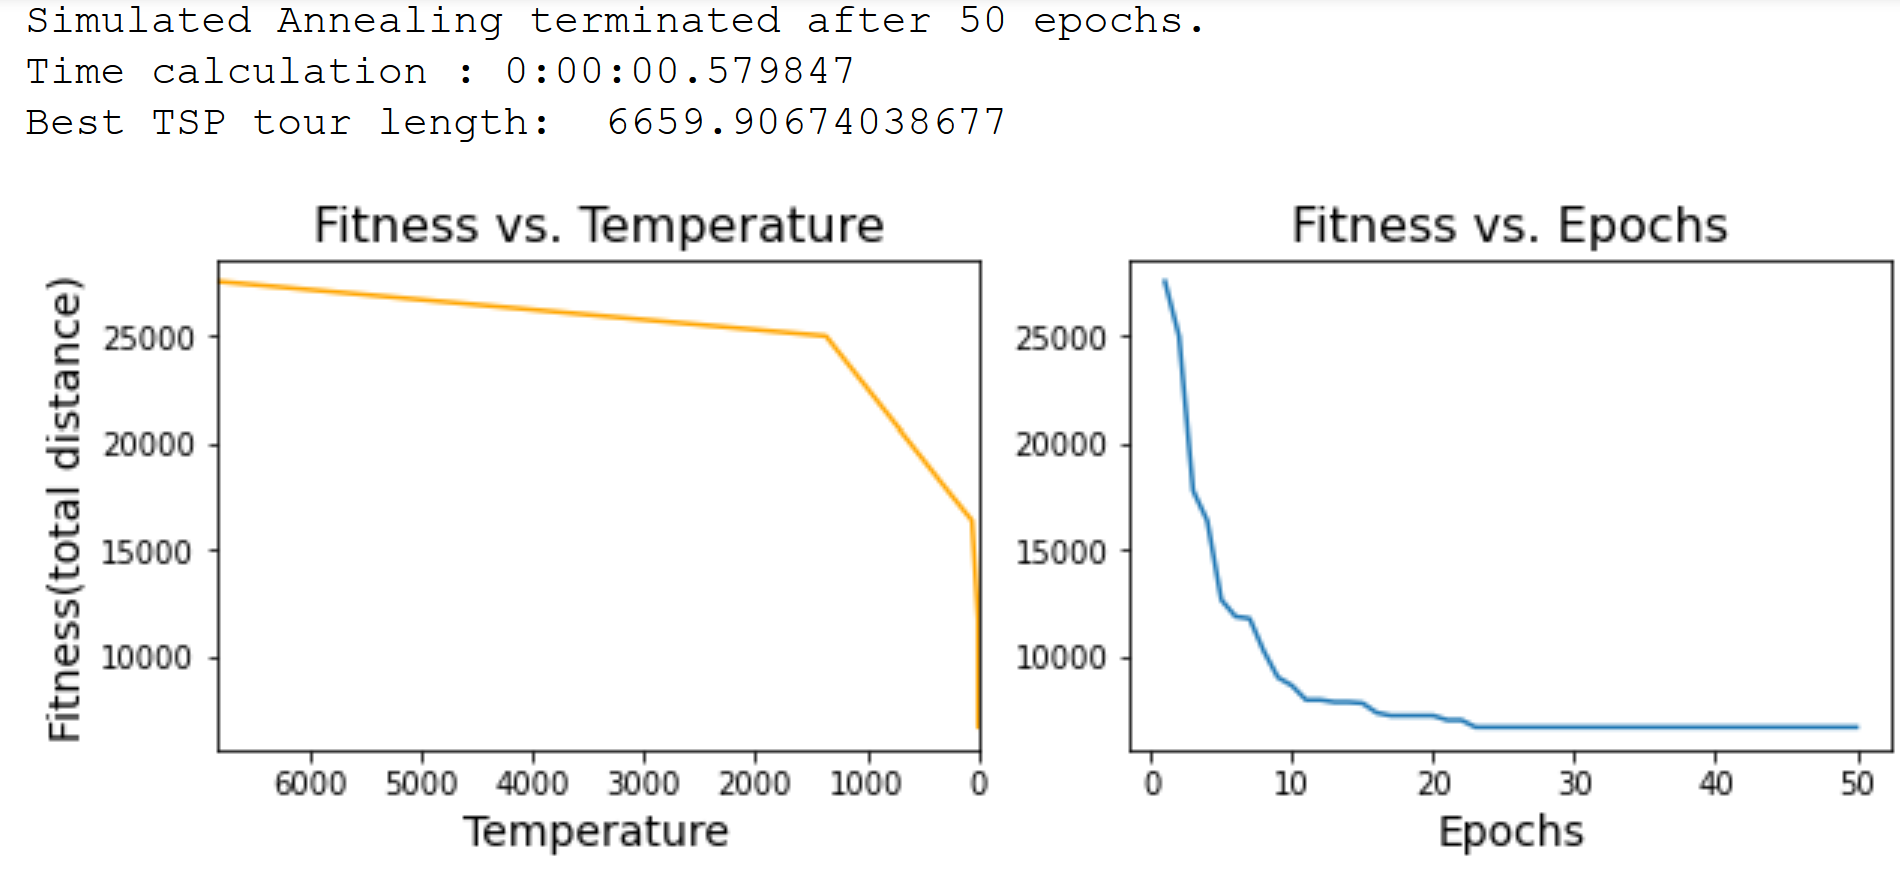 Simulated Annealing terminated after 50 epochs.
Time calculation : 0:00:00.579847
Best TSP tour length:  6659.90674038677
Fitness vs. Temperature
Fitness(total distance)
25000
20000
15000
10000
6000 5000 4000 3000 2000 1000 0
Temperature
Fitness vs. Epochs
25000
20000
15000
10000
0 10 20 30 40 50
Epochs